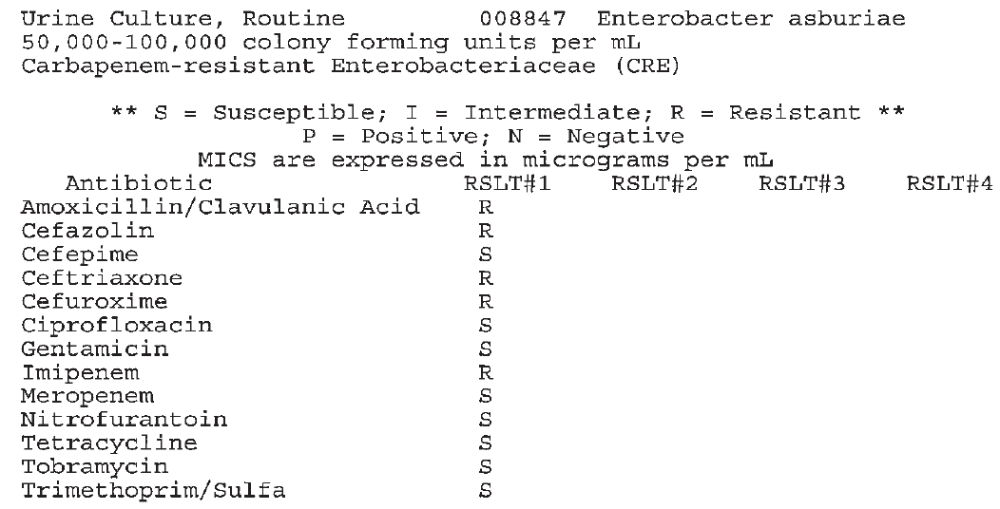 Urine Culture, Routine 008847 Enterobacter asburiae
50,000-100,000 colony forming units per mL
Carbapenem-resistant Enterobacteriaceae (CRE)
** S = Susceptible; I = Intermediate; R = Resistant **
P = Positive; N = Negative
MICS are expressed in micrograms per mL
Antibiotic RSLT#1 RSLT#2 RSLT#3 RSLT#4
Amoxicillin/Clavulanic Acid R
Cefazolin R
Cefepime S
Ceftriaxone R
Cefuroxime R
Ciprofloxacin S
Gentamicin S
Imipenem R
Meropenem S
Nitrofurantoin S
Tetracycline S
Tobramycin S
Trimethoprim/Sulfa S